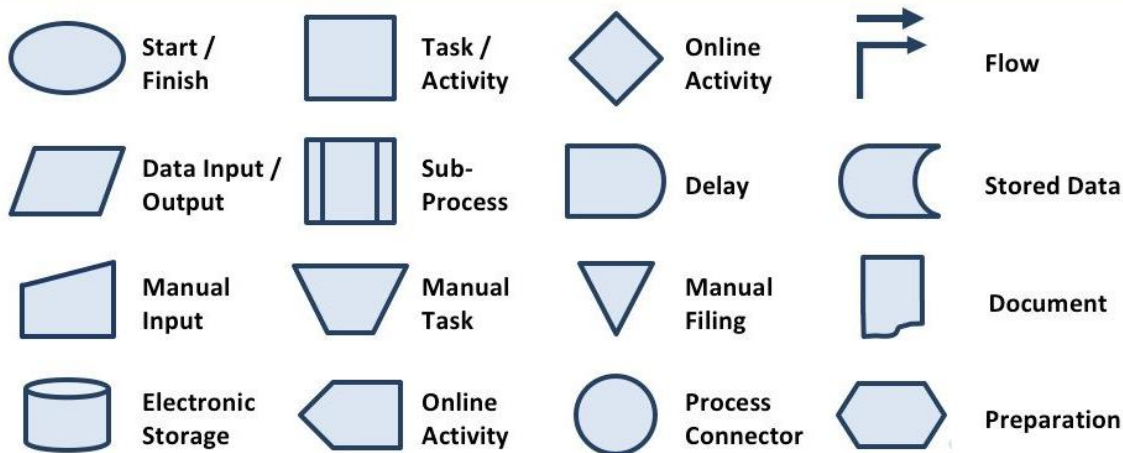 Start /
Finish
Task /
Activity
Online
Activity
Flow
Data Input /
Output
Sub-
Process
Delay
Stored Data
Manual
Input
Manual
Task
Manual
Filing
Document
Electronic
Storage
Online
Activity
Process
Connector
Preparation